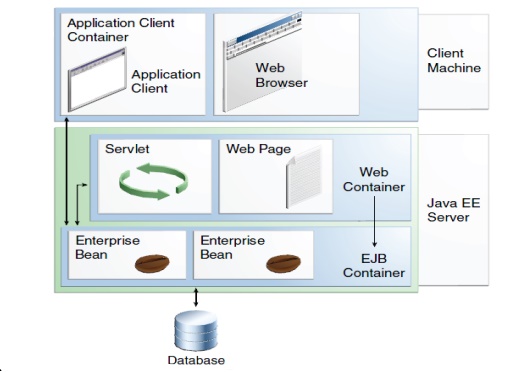 Application Client
Container
Application
Client
Web
Browser
Client
Machine
Servlet
Web Page
Web
Container
Java EE
Server
Enterprise
Bean
Enterprise
Bean
EJB
Container
Database